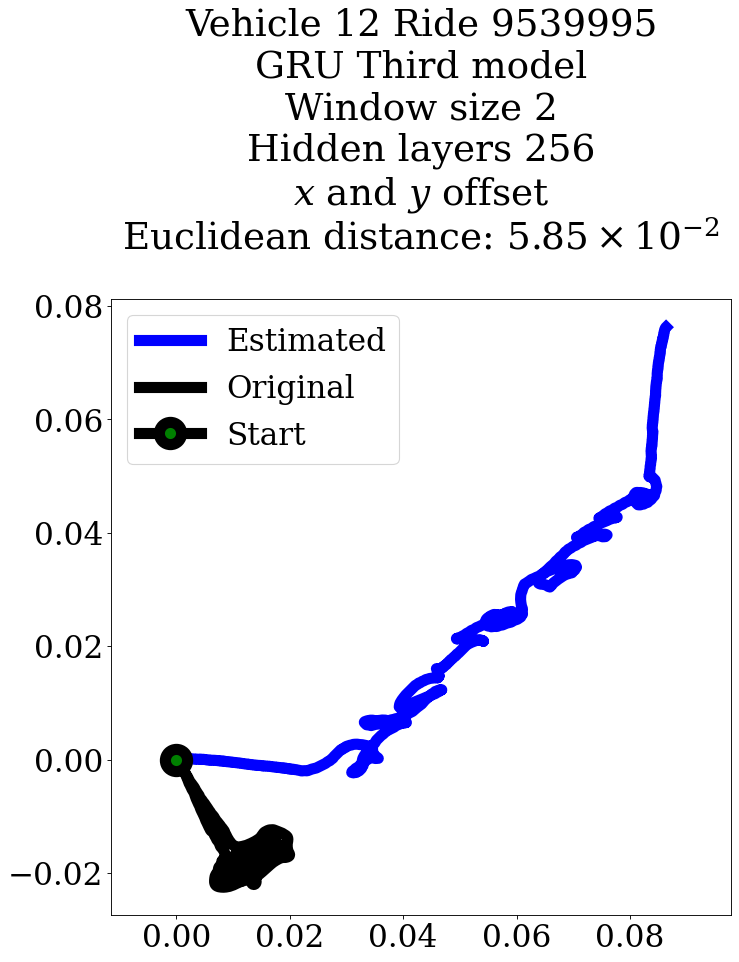 Vehicle 12 Ride 9539995
GRU Third model
Window size 2
Hidden layers 256
x and y offset
Euclidean distance: 5.85 × 10⁻²
0.08
0.06
0.04
0.02
0.00
−0.02
Estimated
Original
Start
0.00 0.02 0.04 0.06 0.08